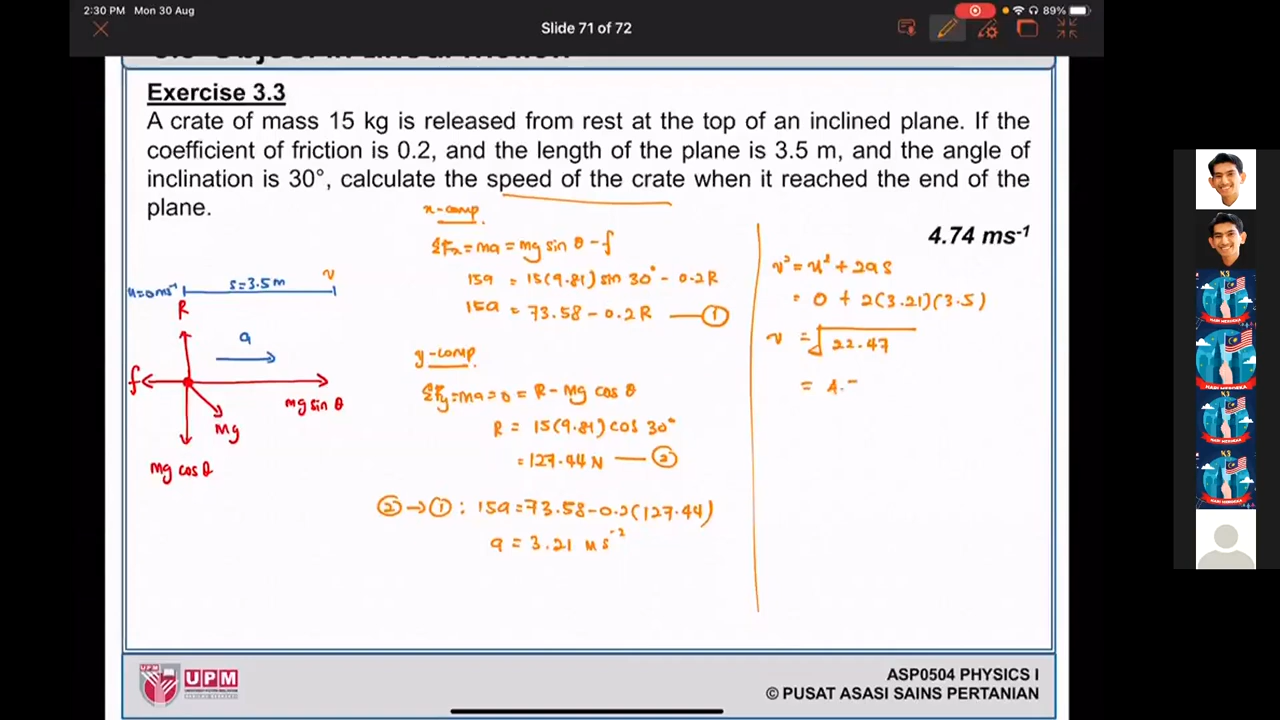 2:30 PM Mon 30 Aug
89%
Slide 71 of 72
Exercise 3.3
A crate of mass 15 kg is released from rest at the top of an inclined plane. If the
coefficient of friction is 0.2, and the length of the plane is 3.5 m, and the angle of
inclination is 30°, calculate the speed of the crate when it reached the end of the
plane.
4.74 ms⁻¹
u=0ms⁻¹ s=3.5m v
R
a
f
mg sin θ
Mg
Mg cos θ
x-comp.
ΣFx=ma=mg sin θ - f
15a = 15(9.81) sin 30° - 0.2R
15a = 73.58 - 0.2R — ①
y-comp
ΣFy=ma=0 = R - Mg cos θ
R = 15(9.81) cos 30°
= 127.44 N — ②
② → ① : 15a=73.58-0.2(127.44)
a = 3.21 ms⁻²
v² = u² + 2as
= 0 + 2(3.21)(3.5)
v = √22.47
= 4.
UPM
ASP0504 PHYSICS I
© PUSAT ASASI SAINS PERTANIAN